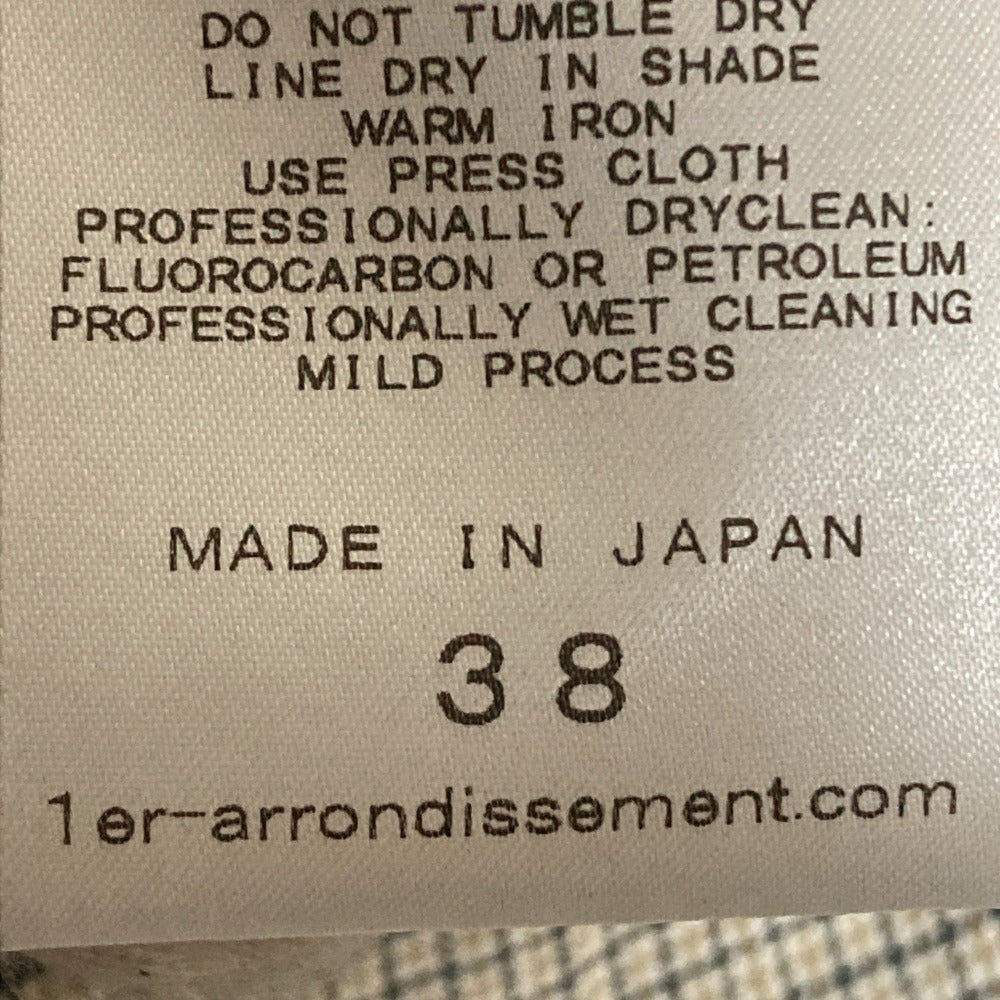 DO NOT TUMBLE DRY
LINE DRY IN SHADE
WARM IRON
USE PRESS CLOTH
PROFESSIONALLY DRYCLEAN:
FLUOROCARBON OR PETROLEUM
PROFESSIONALLY WET CLEANING
MILD PROCESS
MADE IN JAPAN
38
1er-arrondissement.com